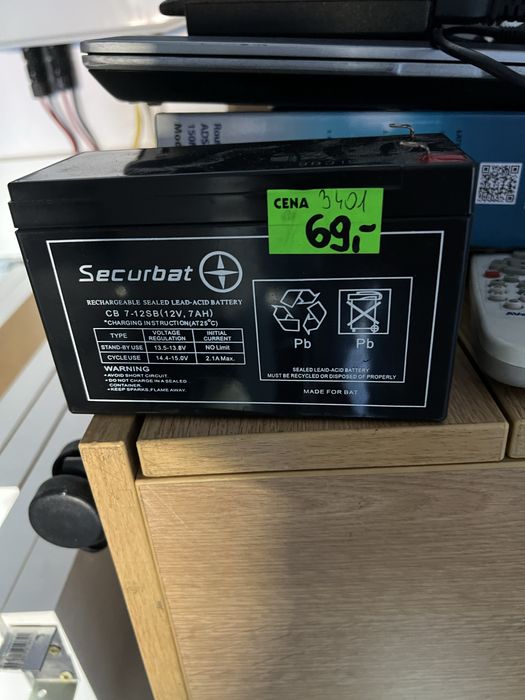 CENA 3401
69,-
Securbat
RECHARGEABLE SEALED LEAD-ACID BATTERY
CB 7-12SB(12V, 7AH)
*CHARGING INSTRUCTION(AT25°C)
TYPE VOLTAGE REGULATION INITIAL CURRENT
STAND-BY USE 13.5-13.8V NO Limit
CYCLE USE 14.4-15.0V 2.1A Max.
WARNING
AVOID SHORT CIRCUIT.
DO NOT CHARGE IN A SEALED
CONTAINER.
KEEP SPARKS, FLAME AWAY.
Pb Pb
SEALED LEAID-ACID BATTERY
MUST BE RECYCLED OR DISPOSED OF PROPERLY
MADE FOR BAT